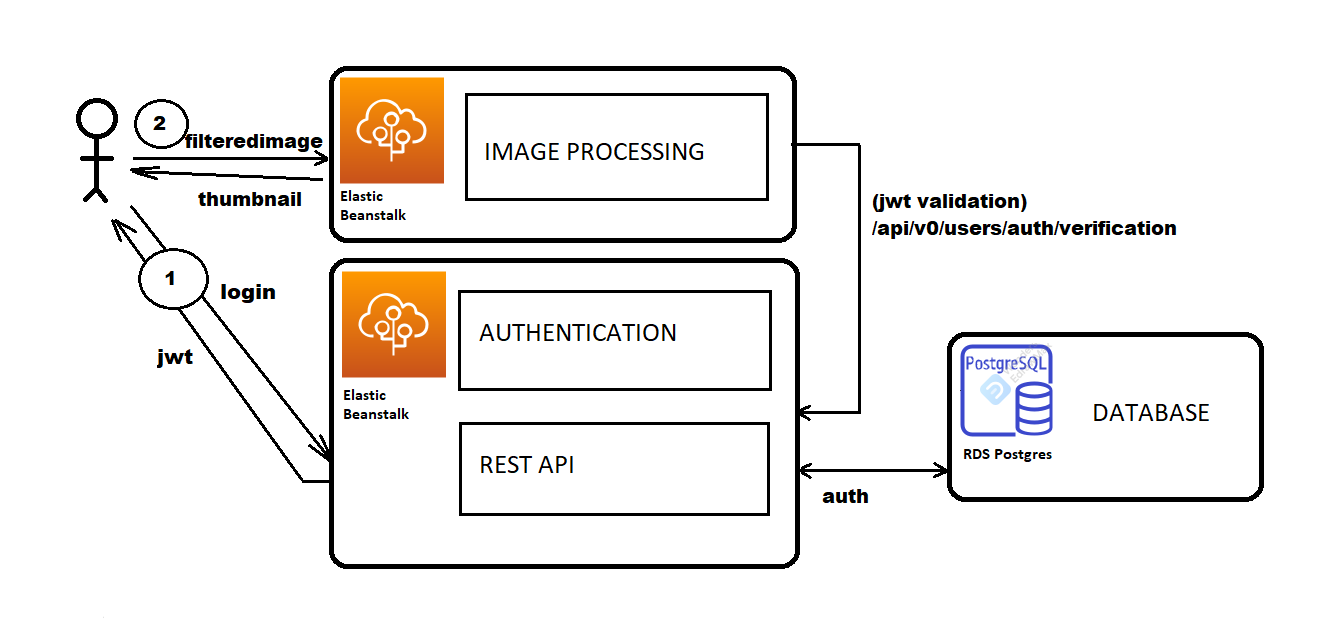 2
filteredimage
thumbnail
Elastic
Beanstalk
IMAGE PROCESSING
(jwt validation)
/api/v0/users/auth/verification
1
login
jwt
Elastic
Beanstalk
AUTHENTICATION
REST API
auth
PostgreSQL
RDS Postgres
DATABASE